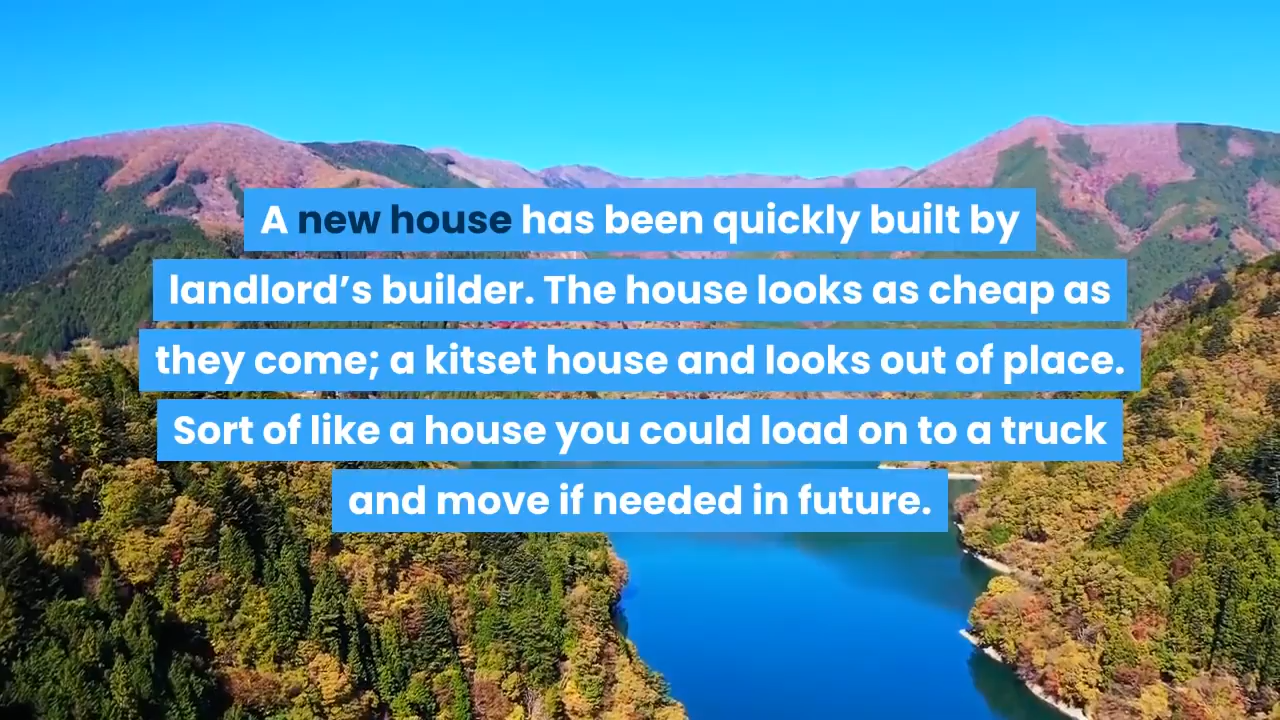 A new house has been quickly built by
landlord’s builder. The house looks as cheap as
they come; a kitset house and looks out of place.
Sort of like a house you could load on to a truck
and move if needed in future.